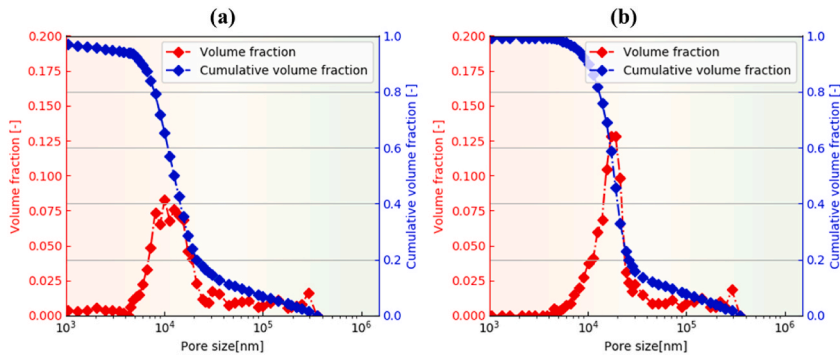 (a)
(b)
Volume fraction
Cumulative volume fraction
0.200
0.175
0.150
0.125
0.100
0.075
0.050
0.025
0.000
Volume fraction [-]
1.0
0.8
0.6
0.4
0.2
0.0
Cumulative volume fraction [-]
10³ 10⁴ 10⁵ 10⁶
Pore size[nm]
Volume fraction
Cumulative volume fraction
0.200
0.175
0.150
0.125
0.100
0.075
0.050
0.025
0.000
Volume fraction [-]
1.0
0.8
0.6
0.4
0.2
0.0
Cumulative volume fraction [-]
10³ 10⁴ 10⁵ 10⁶
Pore size[nm]